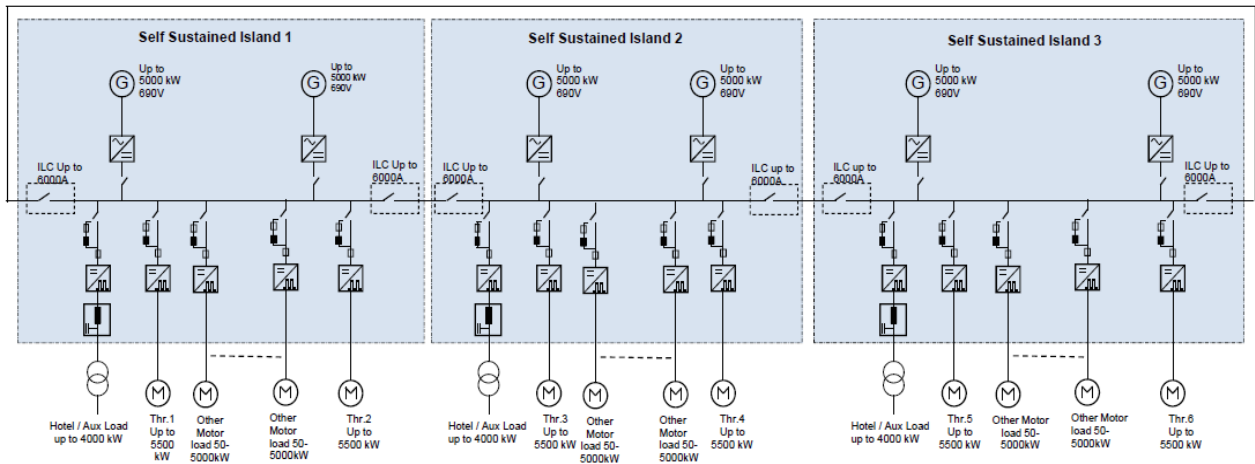 Self Sustained Island 1
Up to
5000 kW
690V
G
Up to
5000 kW
690V
G
ILC Up to
6000A
ILC Up to
6000A
Hotel / Aux Load
up to 4000 kW
M
Thr.1
Up to
5500
kW
M
Other
Motor
load 50-
5000kW
M
Other
Motor
load 50-
5000kW
M
Thr.2
Up to
5500 kW
Self Sustained Island 2
G
Up to
5000 kW
690V
G
Up to
5000 kW
690V
ILC Up to
6000A
ILC up to
6000A
Hotel / Aux Load
up to 4000 kW
M
Thr.3
Up to
5500 kW
M
Other
Motor
load 50-
5000kW
M
Other
Motor
load 50-
5000kW
M
Thr.4
Up to
5500 kW
Self Sustained Island 3
G
Up to
5000 kW
690V
G
Up to
5000 kW
690V
ILC Up to
6000A
ILC Up to
6000A
Hotel / Aux Load
up to 4000 kW
M
Thr.5
Up to
5500 kW
M
Other Motor
load 50-
5000kW
M
Other Motor
load 50-
5000kW
M
Thr.6
Up to
5500 kW